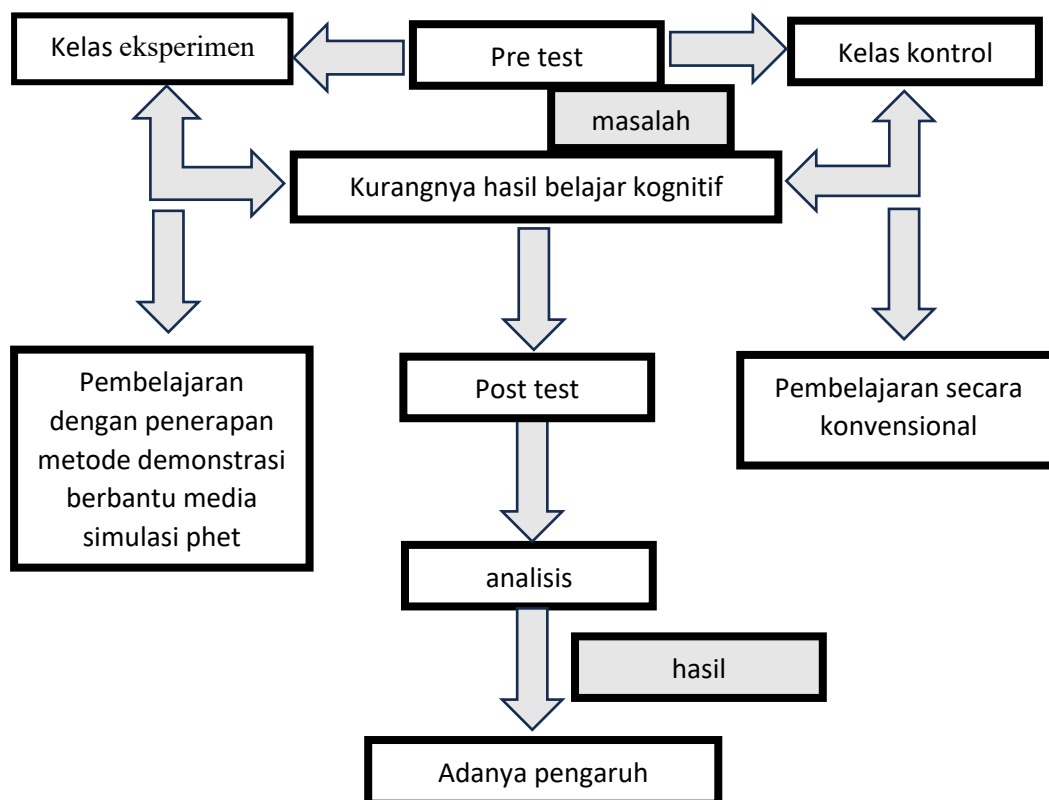 Kelas eksperimen
Pre test
Kelas kontrol
masalah
Kurangnya hasil belajar kognitif
Pembelajaran
dengan penerapan
metode demonstrasi
berbantu media
simulasi phet
Post test
Pembelajaran secara
konvensional
analisis
hasil
Adanya pengaruh